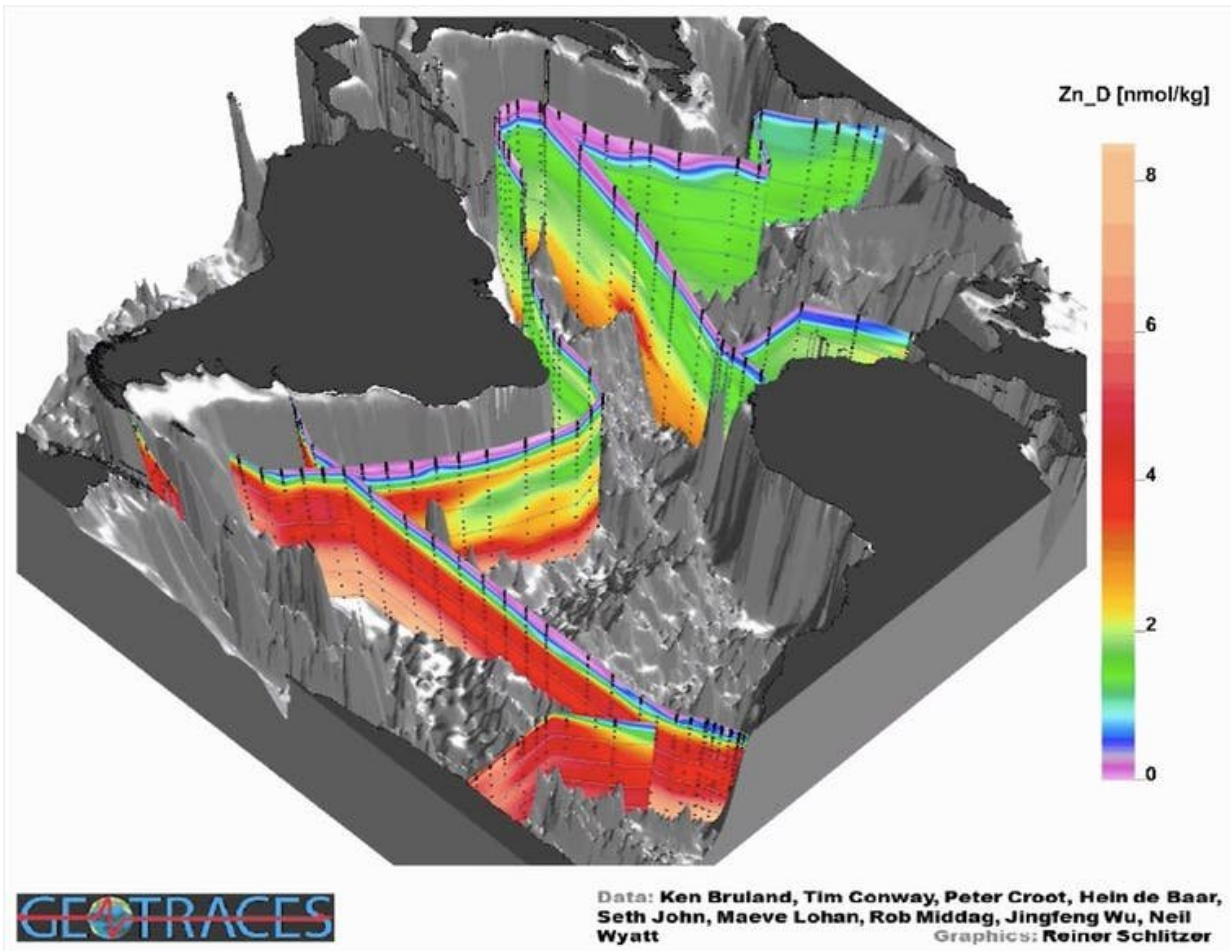 Zn_D [nmol/kg]
8
6
4
2
0
GEOTRACES
Data: Ken Bruland, Tim Conway, Peter Croot, Hein de Baar,
Seth John, Maeve Lohan, Rob Middag, Jingfeng Wu, Neil
Wyatt Graphics: Reiner Schlitzer